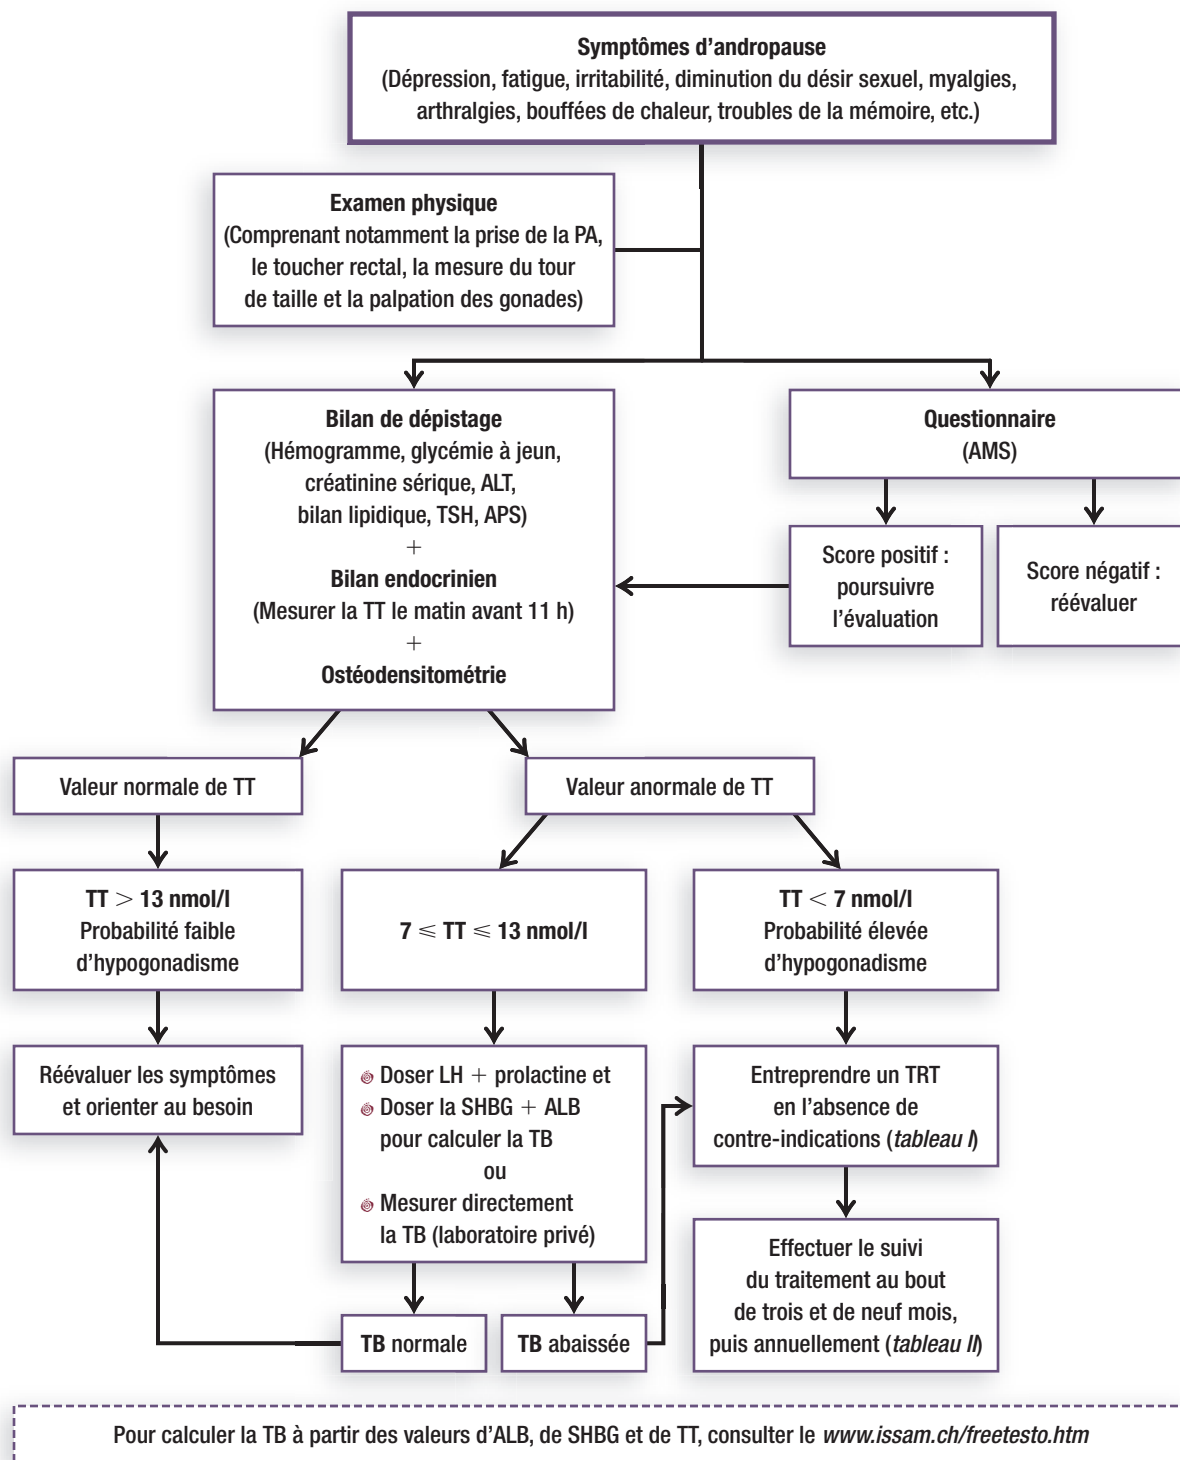 Symptômes d’andropause
(Dépression, fatigue, irritabilité, diminution du désir sexuel, myalgies,
arthralgies, bouffées de chaleur, troubles de la mémoire, etc.)
Examen physique
(Comprenant notamment la prise de la PA,
le toucher rectal, la mesure du tour
de taille et la palpation des gonades)
Bilan de dépistage
(Hémogramme, glycémie à jeun,
créatinine sérique, ALT,
bilan lipidique, TSH, APS)
+
Bilan endocrinien
(Mesurer la TT le matin avant 11 h)
+
Ostéodensitométrie
Questionnaire
(AMS)
Score positif :
poursuivre
l’évaluation
Score négatif :
réévaluer
Valeur normale de TT
Valeur anormale de TT
TT > 13 nmol/l
Probabilité faible
d’hypogonadisme
7 ⩽ TT ⩽ 13 nmol/l
TT < 7 nmol/l
Probabilité élevée
d’hypogonadisme
Réévaluer les symptômes
et orienter au besoin
Doser LH + prolactine et
Doser la SHBG + ALB
pour calculer la TB
ou
Mesurer directement
la TB (laboratoire privé)
Entreprendre un TRT
en l’absence de
contre-indications (tableau I)
Effectuer le suivi
du traitement au bout
de trois et de neuf mois,
puis annuellement (tableau II)
TB normale
TB abaissée
Pour calculer la TB à partir des valeurs d’ALB, de SHBG et de TT, consulter le www.issam.ch/freetesto.htm